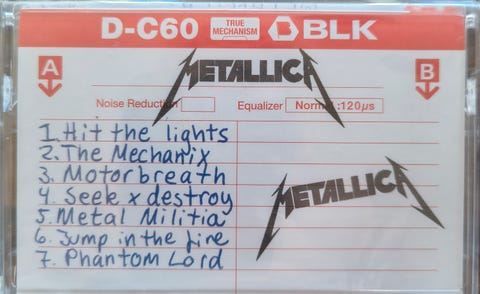 D-C60 TRUE MECHANISM BLK
A METALLICA B
Noise Reduction Equalizer Normal :120μs
1. Hit the lights
2. The Mechanix
3. Motorbreath
4. Seek x destroy
METALLICA
5. Metal Militia
6. Jump in the fire
7. Phantom Lord